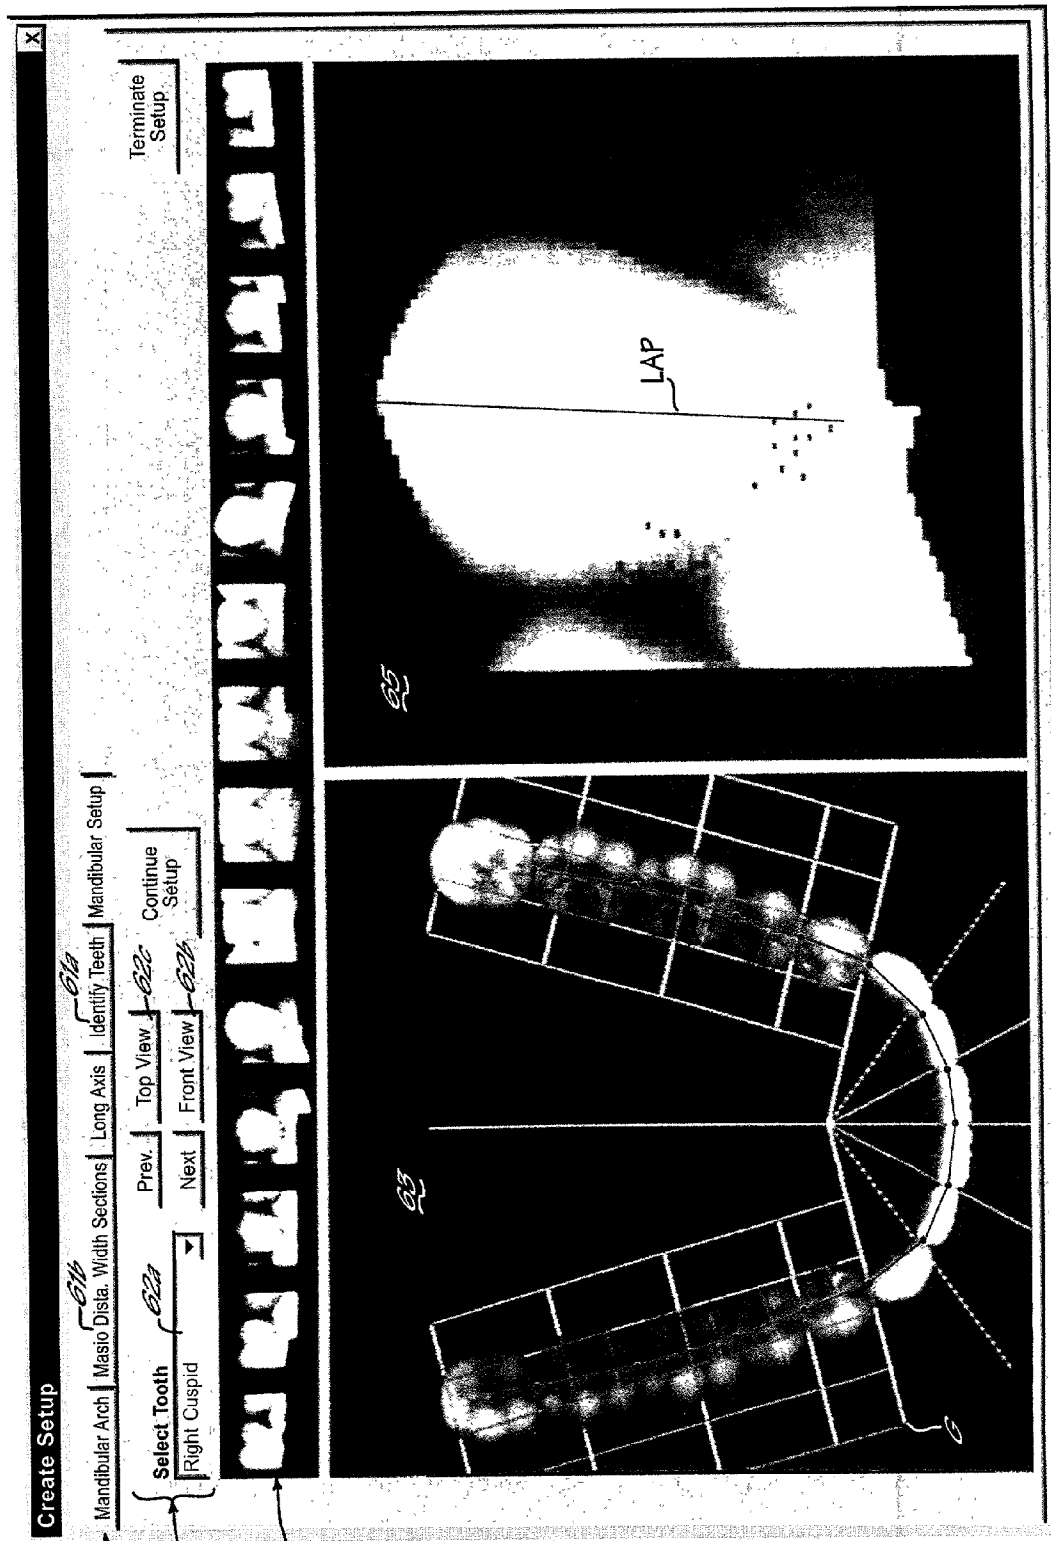 Create Setup
X
61b
61a
Mandibular Arch
Masio Dista. Width Sections
Long Axis
Identify Teeth
Mandibular Setup
Select Tooth
62a
Right Cuspid
Prev.
Top View
62c
Next
Front View
62b
Continue
Setup
Terminate
Setup
63
G
65
LAP